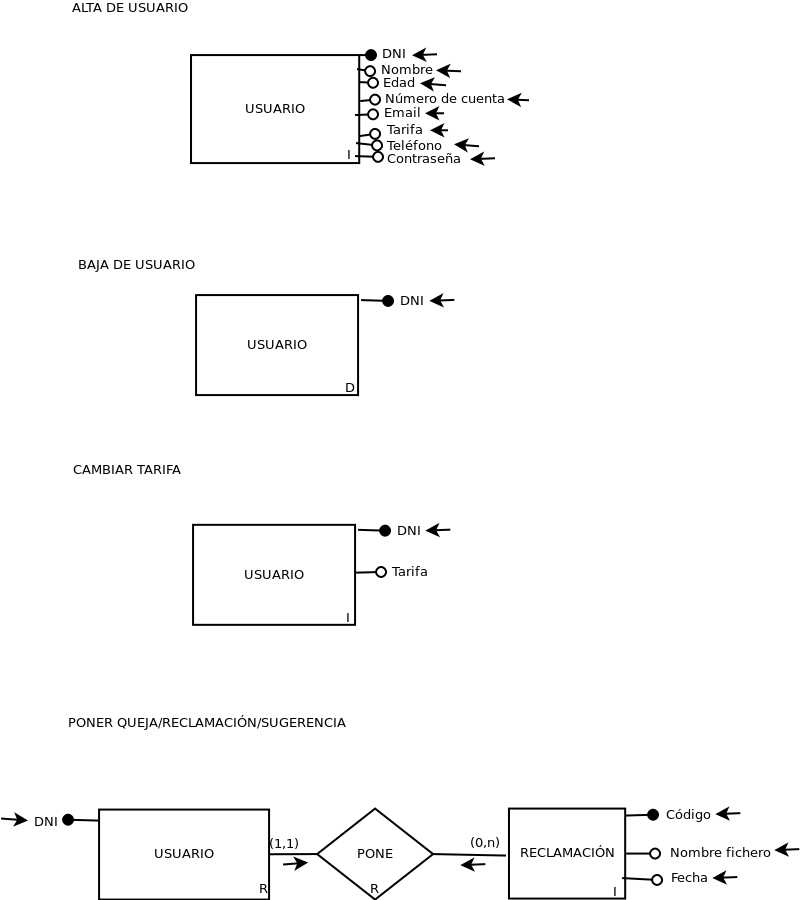 ALTA DE USUARIO
DNI
Nombre
Edad
Número de cuenta
USUARIO
Email
Tarifa
Teléfono
I
Contraseña
BAJA DE USUARIO
DNI
USUARIO
D
CAMBIAR TARIFA
DNI
USUARIO
Tarifa
I
PONER QUEJA/RECLAMACIÓN/SUGERENCIA
DNI
USUARIO
R
(1,1)
PONE
R
(0,n)
RECLAMACIÓN
I
Código
Nombre fichero
Fecha